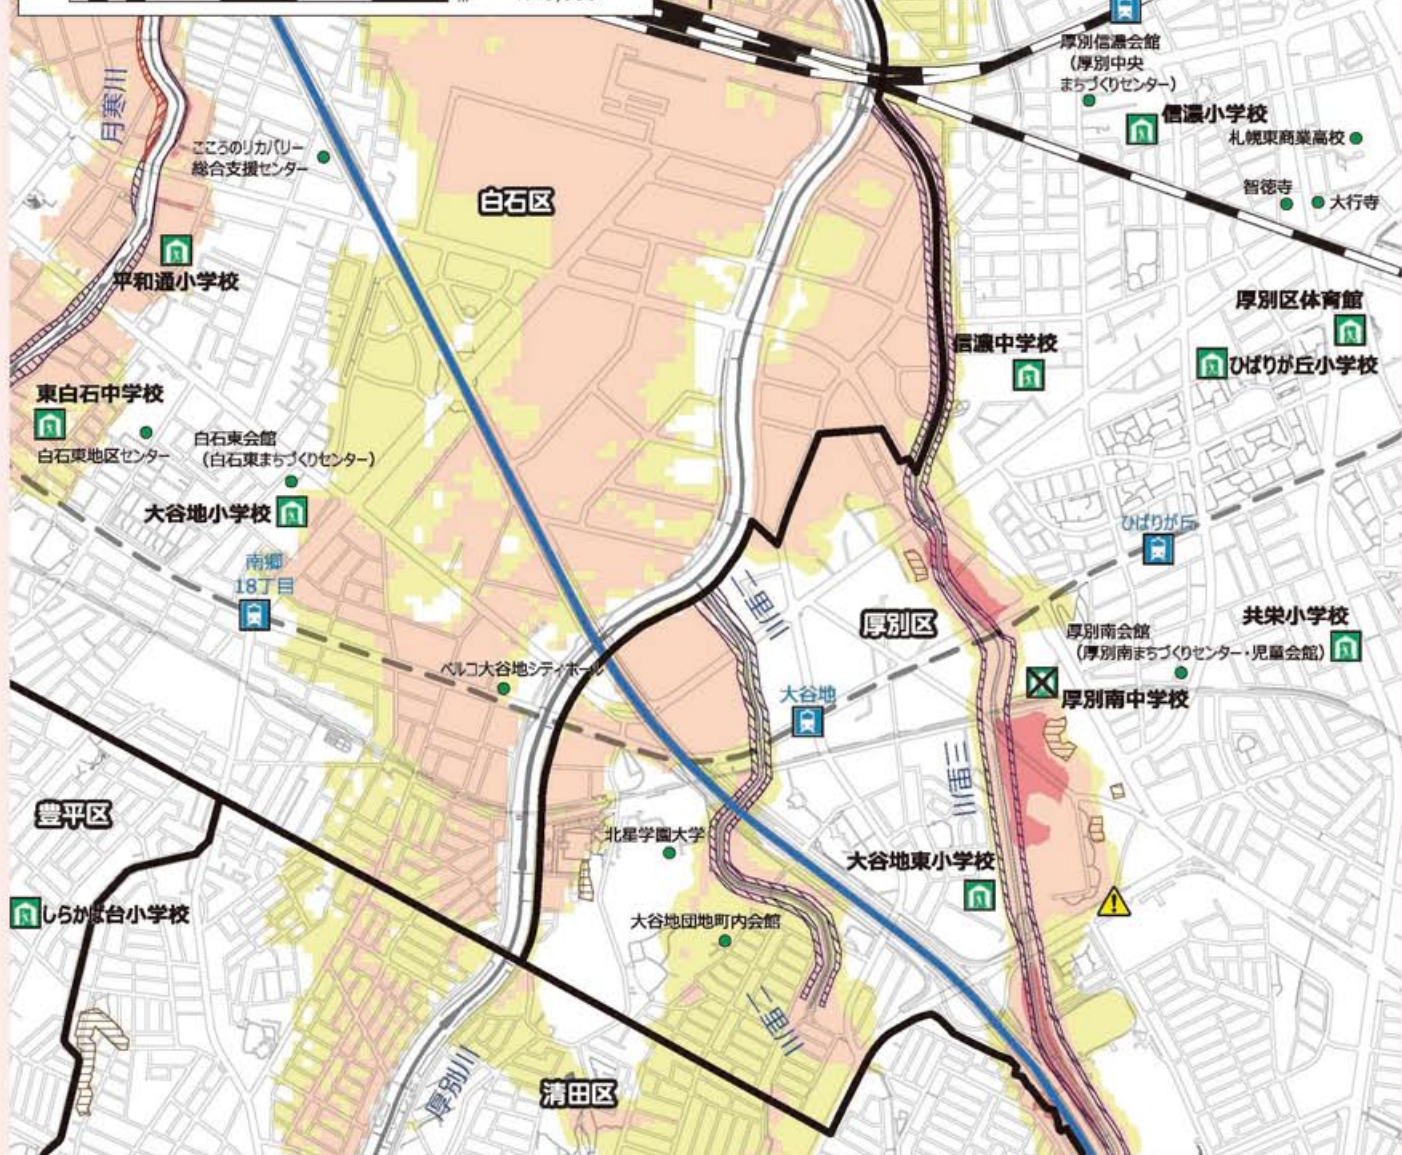 厚別信濃会館
(厚別中央
まちづくりセンター)
信濃小学校
札幌東商業高校
月寒川
こころのリカバリー
総合支援センター
智徳寺
大行寺
白石区
平和通小学校
厚別区体育館
信濃中学校
ひばりが丘小学校
東白石中学校
白石東地区センター
白石東会館
(白石東まちづくりセンター)
大谷地小学校
ひばりが丘
南郷
18丁目
二里川
厚別区
共栄小学校
厚別南会館
(厚別南まちづくりセンター・児童会館)
ベルコ大谷地シティホール
大谷地
厚別南中学校
三里川
豊平区
北星学園大学
大谷地東小学校
しらかば台小学校
大谷地団地町内会館
二里川
厚別川
清田区